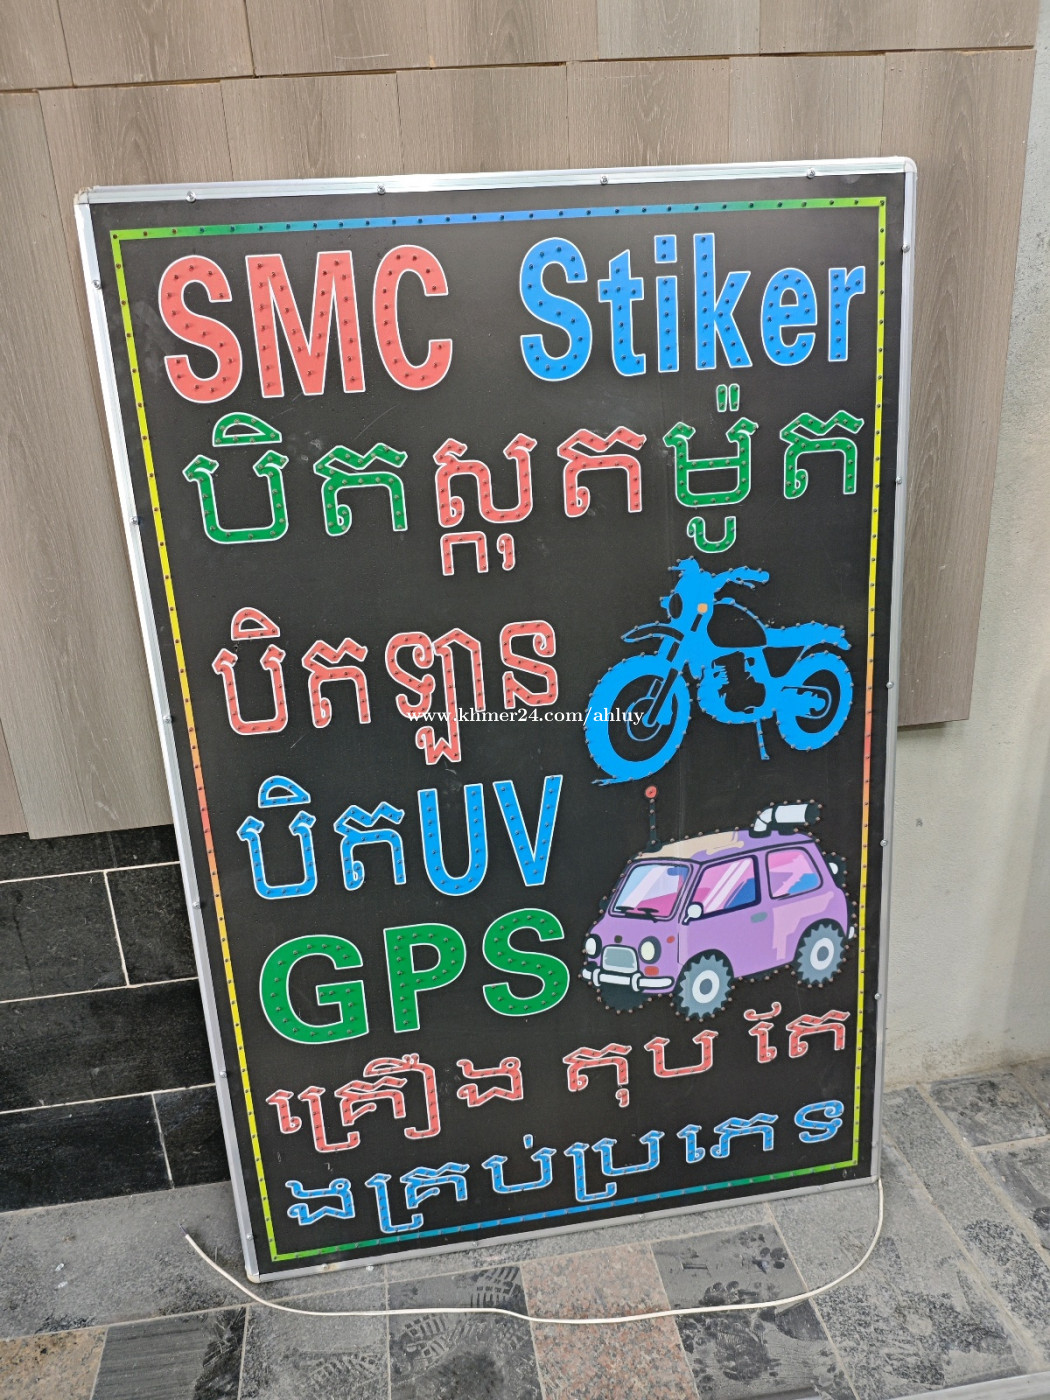 SMC Stiker
បិតស្កុតម៉ូត
បិតឡាន
www.khmer24.com/ahluy
បិតUV
GPS
គ្រឿង តុប តែ
ងគ្រប់ប្រភេទ